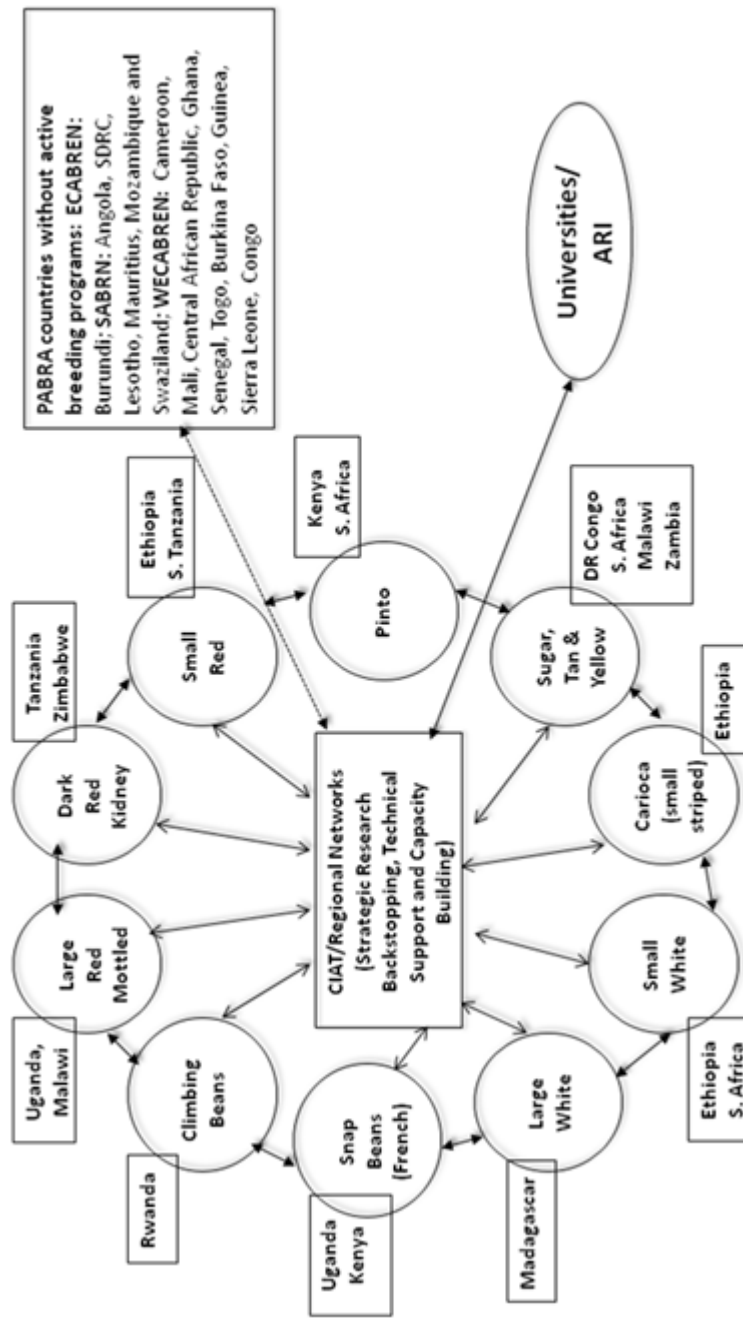 PABRA countries without active
breeding programs: ECABREN:
Burundi; SABRN: Angola, SDRC,
Lesotho, Mauritius, Mozambique and
Swaziland; WECABREN: Cameroon,
Mali, Central African Republic, Ghana,
Senegal, Togo, Burkina Faso, Guinea,
Sierra Leone, Congo
Universities/
ARI
Tanzania
Zimbabwe
Ethiopia
S. Tanzania
Kenya
S. Africa
DR Congo
S. Africa
Malawi
Zambia
Ethiopia
Ethiopia
S. Africa
Madagascar
Uganda
Kenya
Rwanda
Uganda,
Malawi
Large
Red
Mottled
Dark
Red
Kidney
Small
Red
Pinto
Sugar,
Tan &
Yellow
Carioca
(small
striped)
Small
White
Large
White
Snap
Beans
(French)
Climbing
Beans
CIAT/Regional Networks
(Strategic Research
Backstopping, Technical
Support and Capacity
Building)